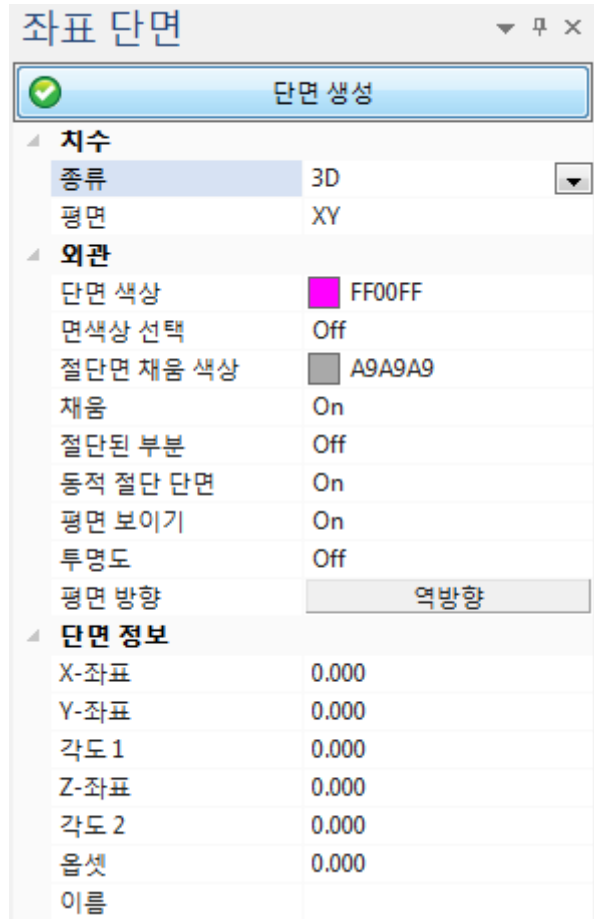 좌표 단면
단면 생성
치수
종류 3D
평면 XY
외관
단면 색상 FF00FF
면색상 선택 Off
절단면 채움 색상 A9A9A9
채움 On
절단된 부분 Off
동적 절단 단면 On
평면 보이기 On
투명도 Off
평면 방향 역방향
단면 정보
X-좌표 0.000
Y-좌표 0.000
각도 1 0.000
Z-좌표 0.000
각도 2 0.000
옵셋 0.000
이름